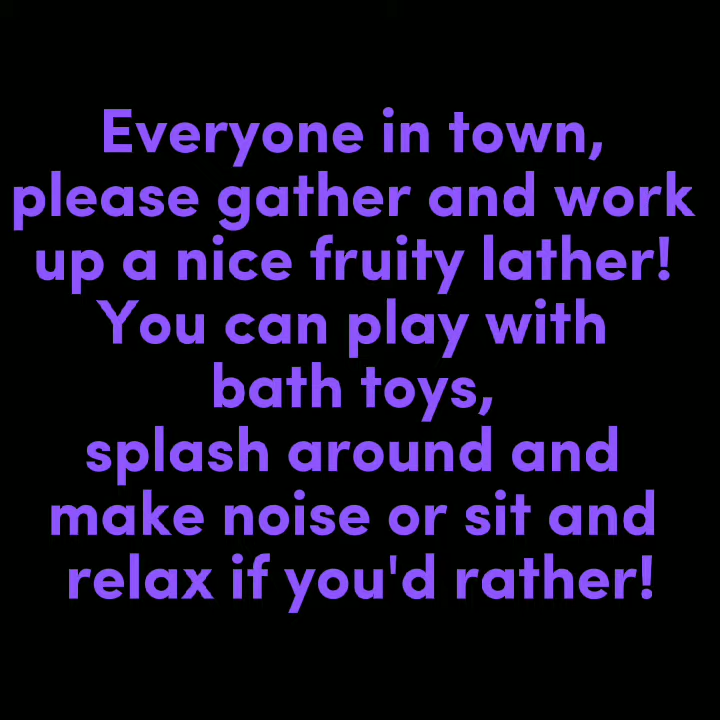 Everyone in town,
please gather and work
up a nice fruity lather!
You can play with
bath toys,
splash around and
make noise or sit and
relax if you'd rather!